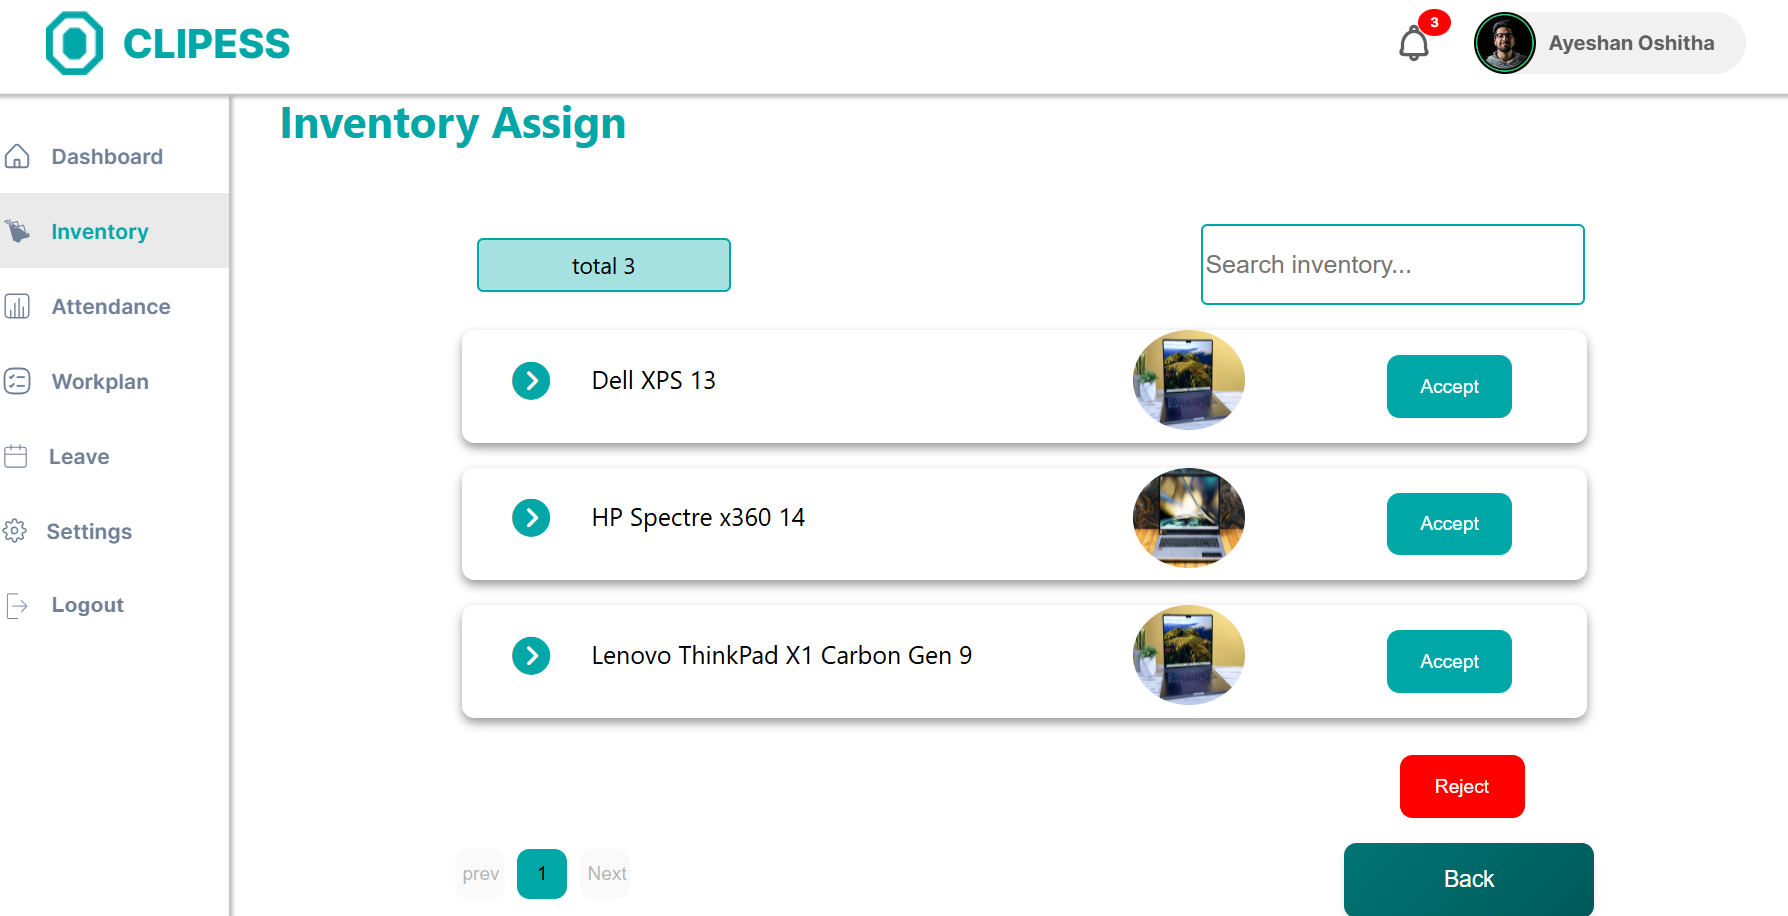 CLIPESS
3
Ayeshan Oshitha
Inventory Assign
Dashboard
Inventory
Attendance
Workplan
Leave
Settings
Logout
total 3
Search inventory...
Dell XPS 13
Accept
HP Spectre x360 14
Accept
Lenovo ThinkPad X1 Carbon Gen 9
Accept
Reject
prev 1 Next
Back